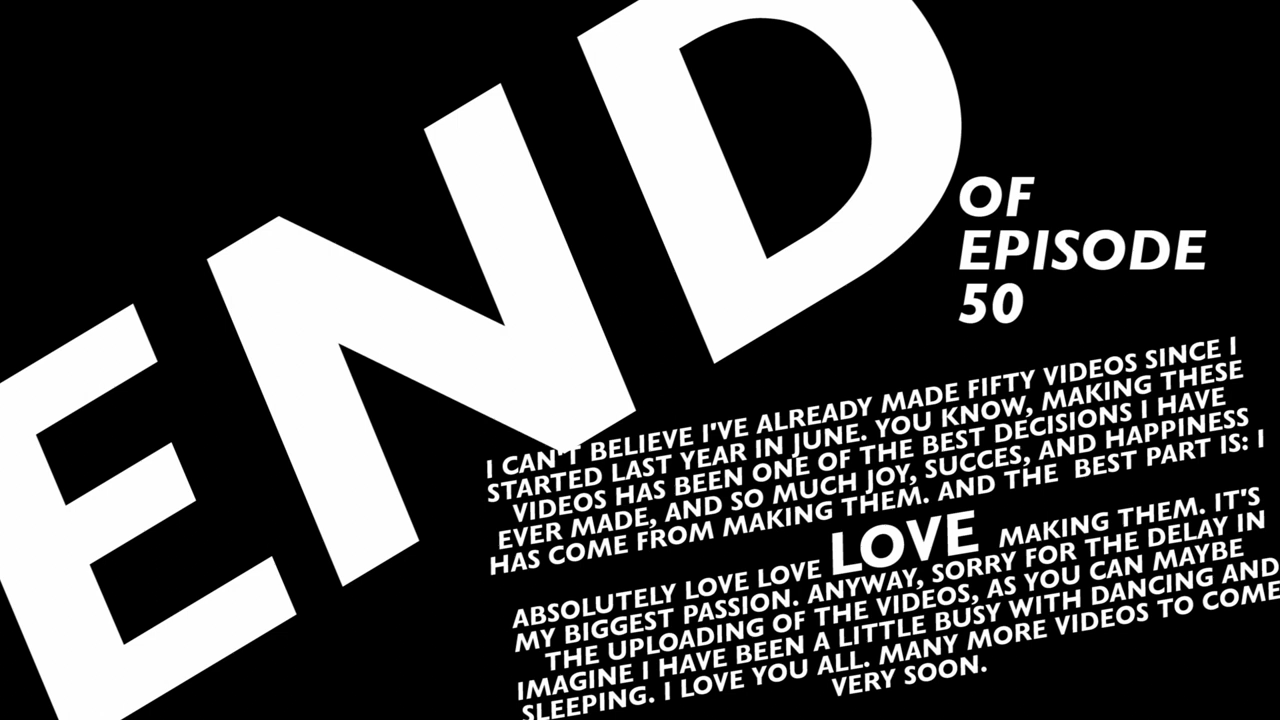 END
OF
EPISODE
50
I CAN'T BELIEVE I'VE ALREADY MADE FIFTY VIDEOS SINCE I
STARTED LAST YEAR IN JUNE. YOU KNOW, MAKING THESE
VIDEOS HAS BEEN ONE OF THE BEST DECISIONS I HAVE
EVER MADE, AND SO MUCH JOY, SUCCES, AND HAPPINESS
HAS COME FROM MAKING THEM. AND THE BEST PART IS: I
ABSOLUTELY LOVE LOVE LOVE MAKING THEM. IT'S
MY BIGGEST PASSION. ANYWAY, SORRY FOR THE DELAY IN
THE UPLOADING OF THE VIDEOS, AS YOU CAN MAYBE
IMAGINE I HAVE BEEN A LITTLE BUSY WITH DANCING AND
SLEEPING. I LOVE YOU ALL. MANY MORE VIDEOS TO COME
VERY SOON.